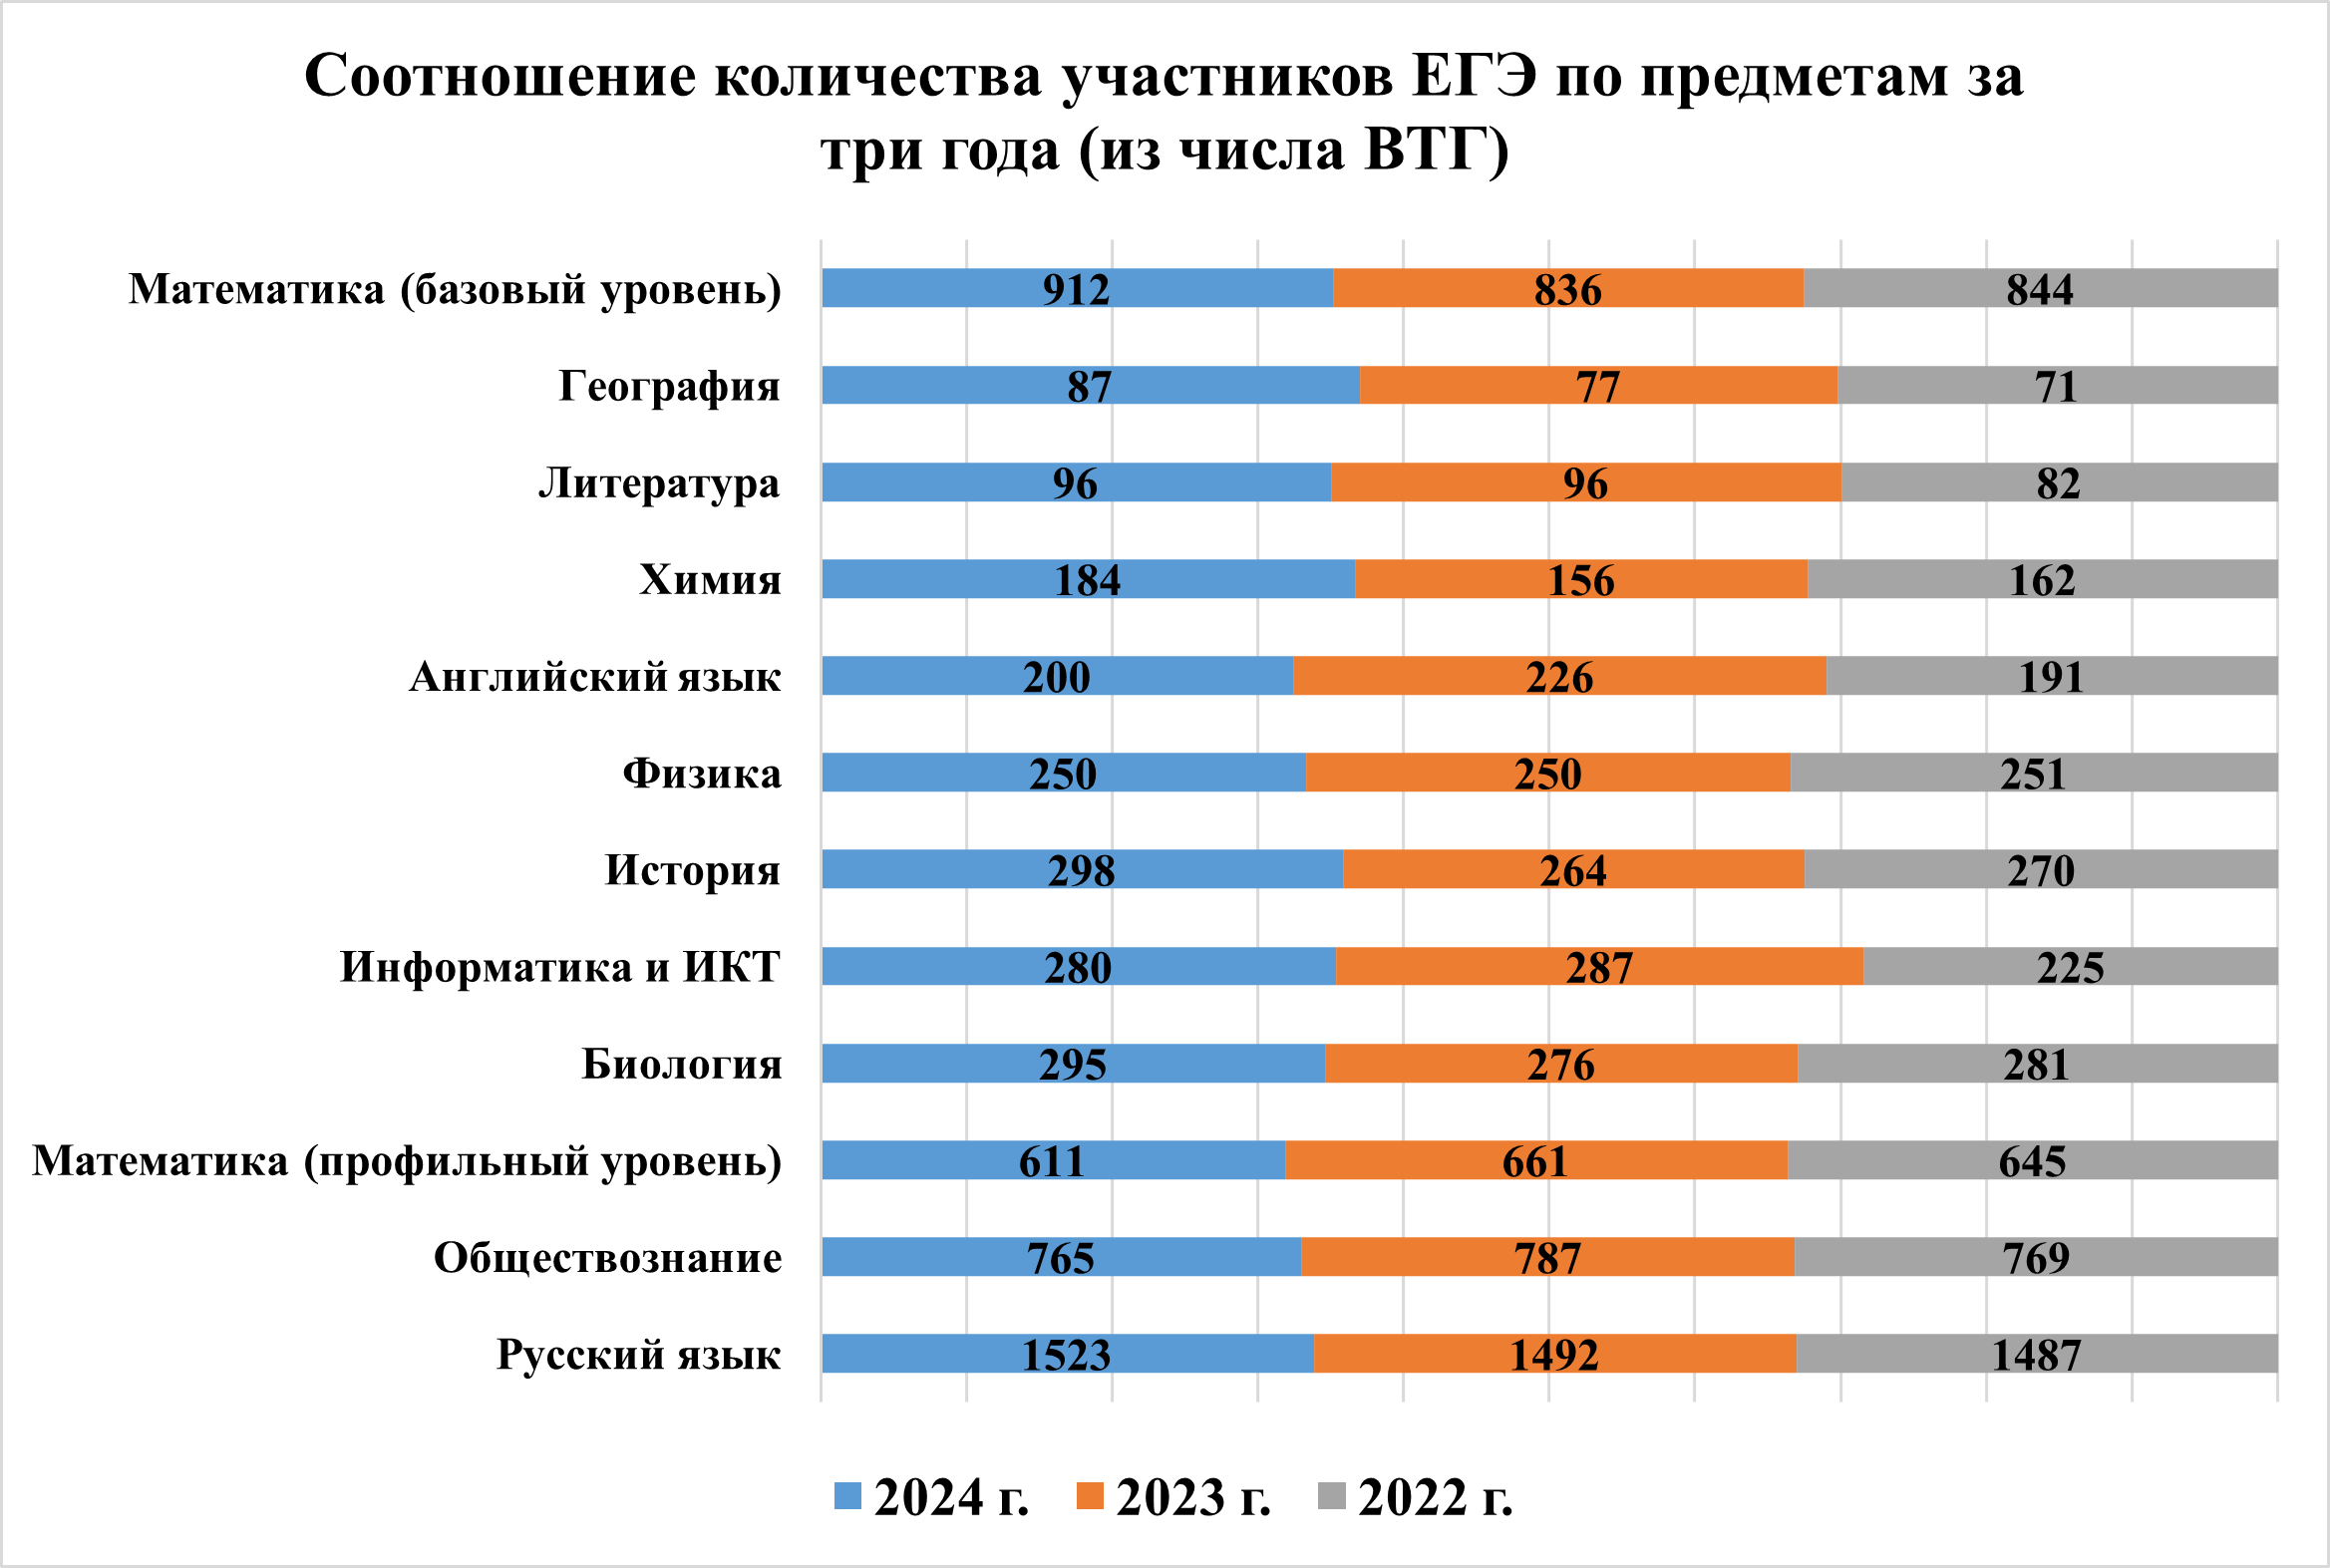 Соотношение количества участников ЕГЭ по предметам за
три года (из числа ВТГ)
Математика (базовый уровень) 912 836 844
География 87 77 71
Литература 96 96 82
Химия 184 156 162
Английский язык 200 226 191
Физика 250 250 251
История 298 264 270
Информатика и ИКТ 280 287 225
Биология 295 276 281
Математика (профильный уровень) 611 661 645
Обществознание 765 787 769
Русский язык 1523 1492 1487
2024 г. 2023 г. 2022 г.